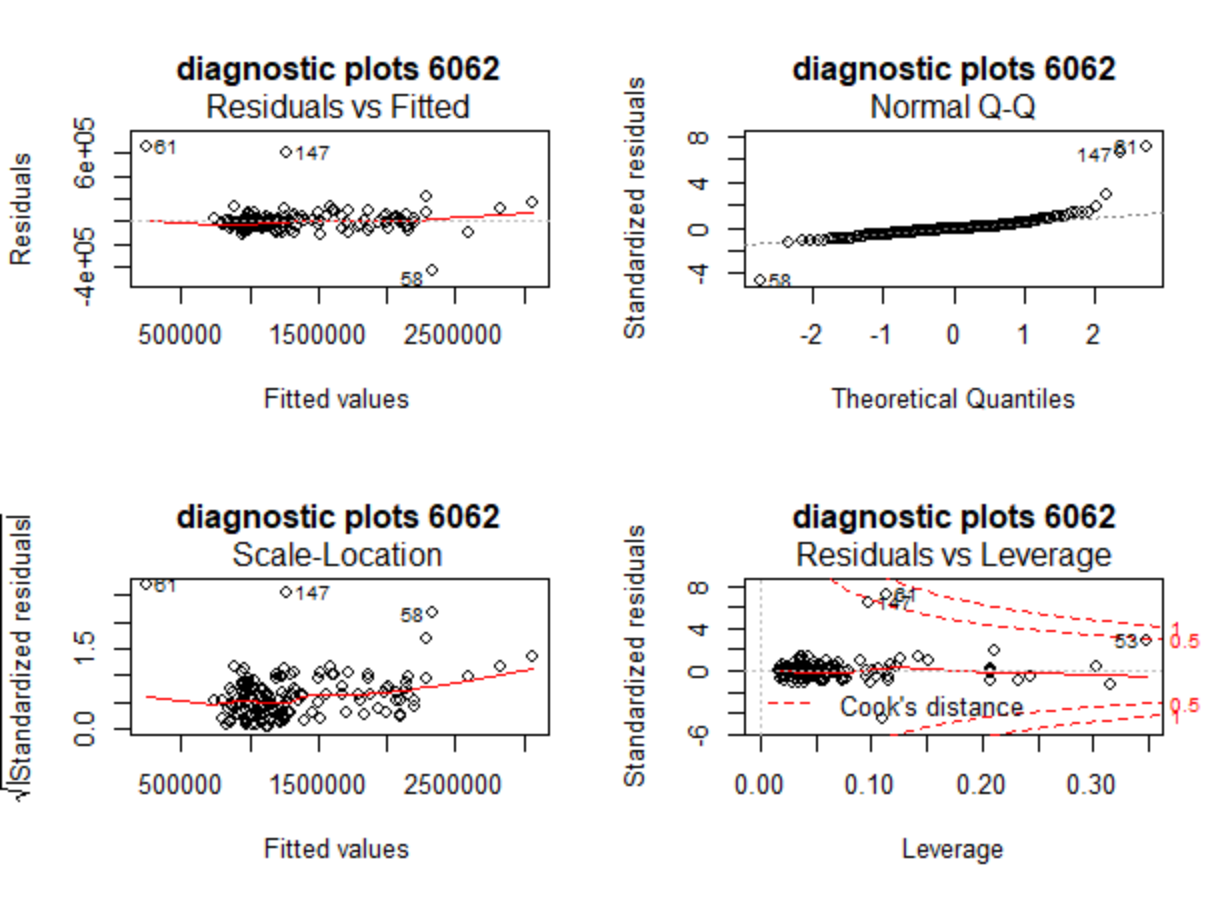 diagnostic plots 6062
Residuals vs Fitted
Residuals
6e+05
-4e+05
61
147
58
500000 1500000 2500000
Fitted values
diagnostic plots 6062
Normal Q-Q
Standardized residuals
8
4
0
-4
147
61
58
-2 -1 0 1 2
Theoretical Quantiles
diagnostic plots 6062
Scale-Location
√|Standardized residuals|
1.5
0.0
61
147
58
500000 1500000 2500000
Fitted values
diagnostic plots 6062
Residuals vs Leverage
Standardized residuals
8
4
0
-6
61
147
53
1
0.5
0.5
1
Cook's distance
0.00 0.10 0.20 0.30
Leverage